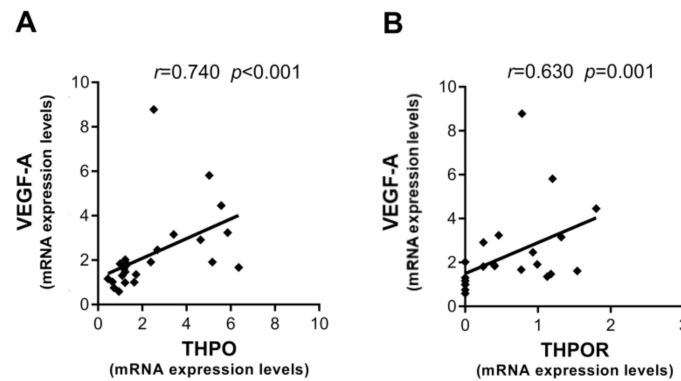 A
r=0.740 p<0.001
10
8
6
4
2
0
VEGF-A
(mRNA expression levels)
0 2 4 6 8 10
THPO
(mRNA expression levels)
B
r=0.630 p=0.001
10
8
6
4
2
0
VEGF-A
(mRNA expression levels)
0 1 2
THPOR
(mRNA expression levels)